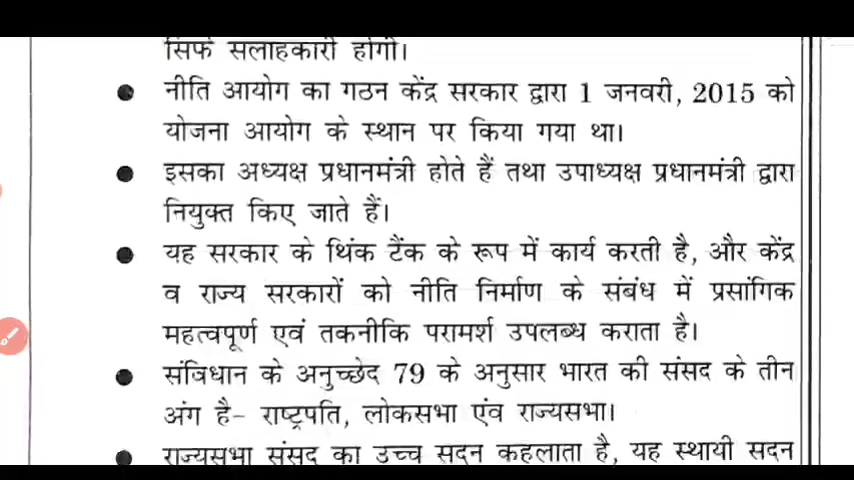 सिर्फ सलाहकारी होगी।
● नीति आयोग का गठन केंद्र सरकार द्वारा 1 जनवरी, 2015 को
योजना आयोग के स्थान पर किया गया था।
● इसका अध्यक्ष प्रधानमंत्री होते हैं तथा उपाध्यक्ष प्रधानमंत्री द्वारा
नियुक्त किए जाते हैं।
● यह सरकार के थिंक टैंक के रूप में कार्य करती है, और केंद्र
व राज्य सरकारों को नीति निर्माण के संबंध में प्रसांगिक
महत्वपूर्ण एवं तकनीकि परामर्श उपलब्ध कराता है।
● संविधान के अनुच्छेद 79 के अनुसार भारत की संसद के तीन
अंग है- राष्ट्रपति, लोकसभा एंव राज्यसभा।
● राज्यसभा संसद का उच्च सदन कहलाता है, यह स्थायी सदन